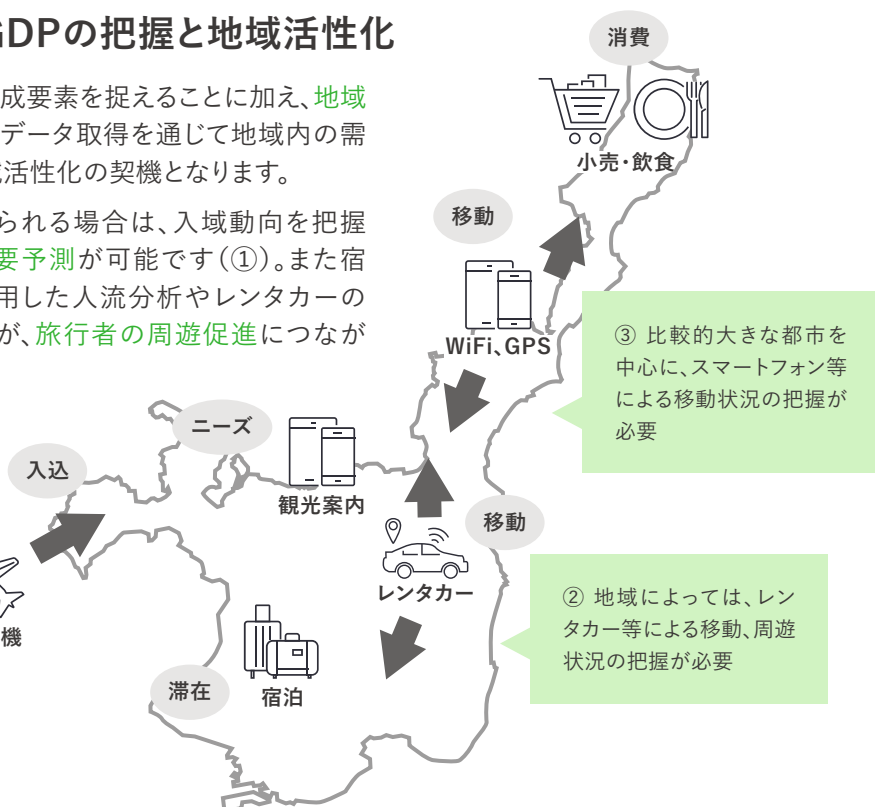 GDPの把握と地域活性化
成要素を捉えることに加え、地域
データ取得を通じて地域内の需
活性化の契機となります。
られる場合は、入域動向を把握
要予測が可能です(①)。また宿
用した人流分析やレンタカーの
が、旅行者の周遊促進につなが
消費
小売・飲食
移動
WiFi、GPS
③ 比較的大きな都市を
中心に、スマートフォン等
による移動状況の把握が
必要
ニーズ
観光案内
入込
機
移動
レンタカー
② 地域によっては、レン
タカー等による移動、周遊
状況の把握が必要
滞在
宿泊